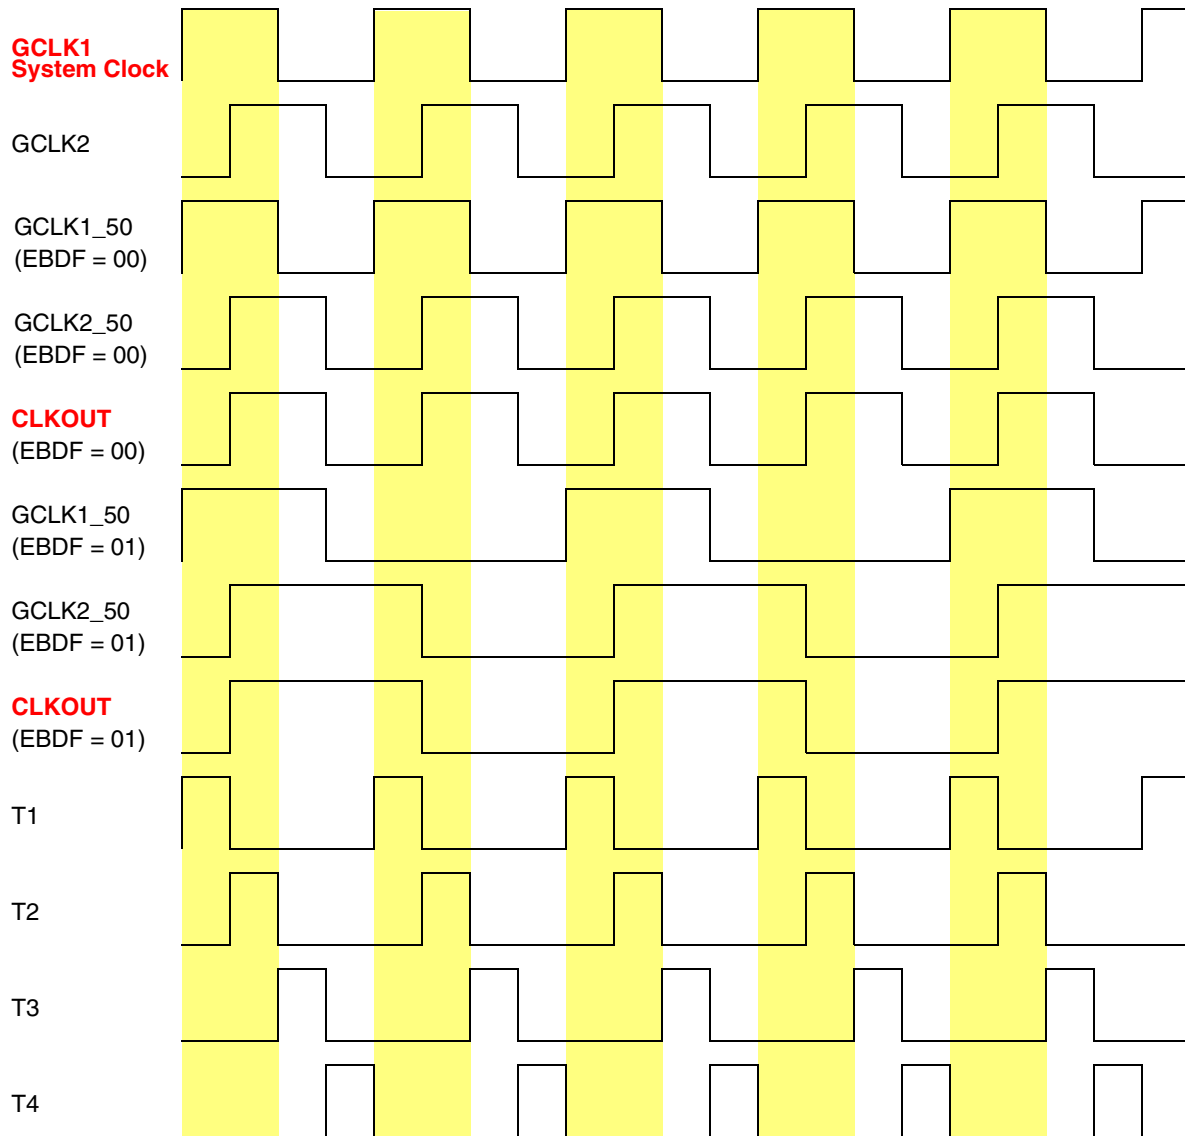 GCLK1
System Clock
GCLK2
GCLK1_50
(EBDF = 00)
GCLK2_50
(EBDF = 00)
CLKOUT
(EBDF = 00)
GCLK1_50
(EBDF = 01)
GCLK2_50
(EBDF = 01)
CLKOUT
(EBDF = 01)
T1
T2
T3
T4